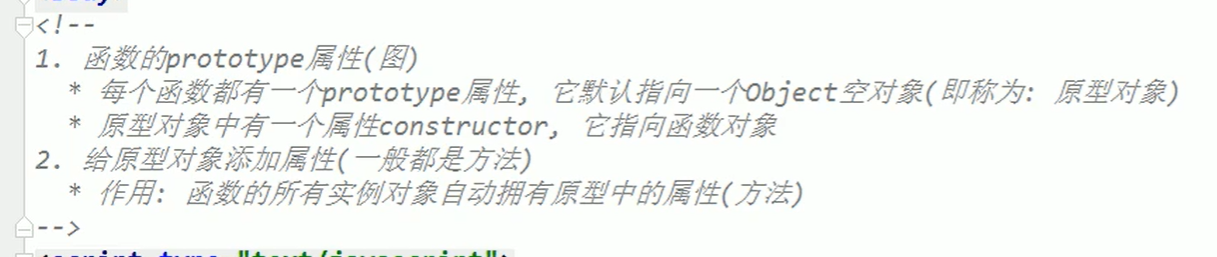 <!--
1. 函数的prototype属性(图)
* 每个函数都有一个prototype属性, 它默认指向一个Object空对象(即称为: 原型对象)
* 原型对象中有一个属性constructor, 它指向函数对象
2. 给原型对象添加属性(一般都是方法)
* 作用: 函数的所有实例对象自动拥有原型中的属性(方法)
-->
<script type="text/javascript">